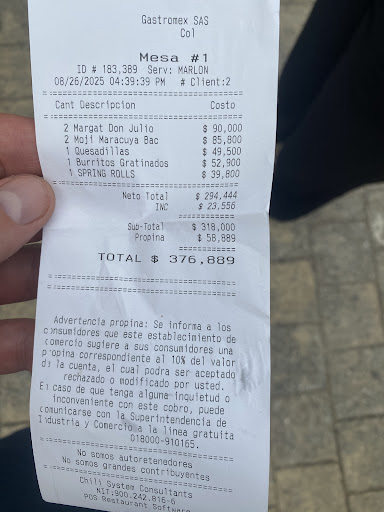 Gastromex SAS
Col
Mesa #1
ID # 183,389 Serv: MARLON
08/26/2025 04:39:39 PM # Client:2
Cant Descripcion Costo
2 Margat Don Julio $ 90,000
2 Moji Maracuya Bac $ 85,800
1 Quesadillas $ 49,500
1 Burritos Gratinados $ 52,900
1 SPRING ROLLS $ 39,800
Neto Total $ 294,444
INC $ 23,556
Sub-Total $ 318,000
Propina $ 58,889
TOTAL $ 376,889
Advertencia propina: Se informa a los
consumidores que este establecimiento de
comercio sugiere a sus consumidores una
propina correspondiente al 10% del valor
de la cuenta, el cual podra ser aceptado
rechazado o modificado por usted.
En caso de que tenga alguna inquietud o
inconveniente con este cobro, puede
comunicarse con la Superintendencia de
Industria y Comercio a la linea gratuita
018000-910165.
No somos autoretenedores
No somos grandes contribuyentes
Chili System Consultants
NIT:900.242.816-6
POS Restaurant Software